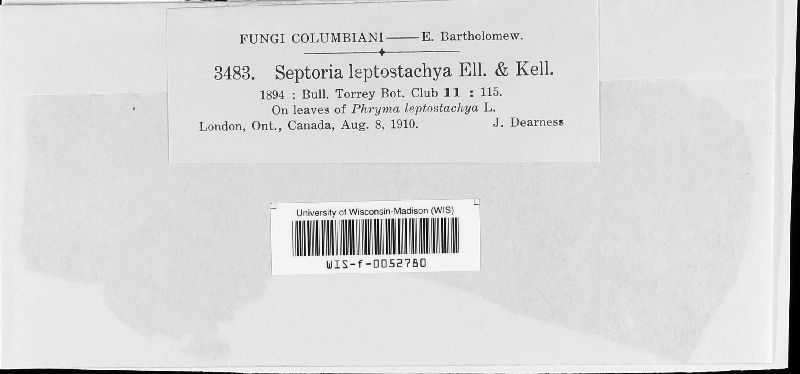 FUNGI COLUMBIANI——E. Bartholomew.
3483. Septoria leptostachya Ell. & Kell.
1894 : Bull. Torrey Bot. Club 11 : 115.
On leaves of Phryma leptostachya L.
London, Ont., Canada, Aug. 8, 1910. J. Dearness
University of Wisconsin-Madison (WIS)
WIS-f-0052760